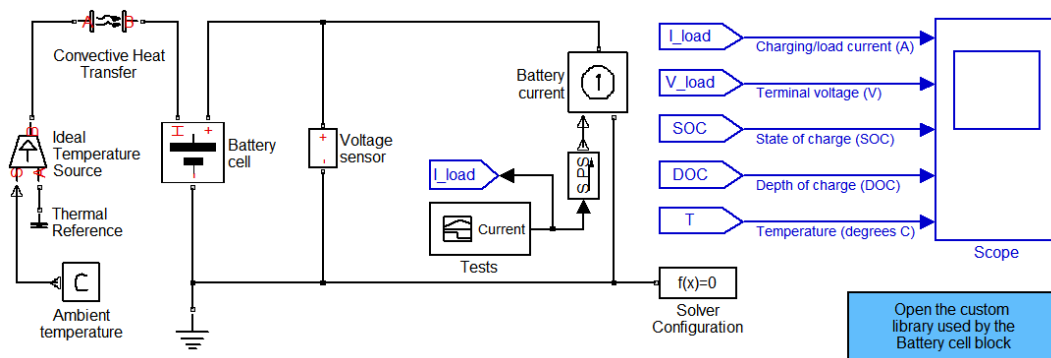 A
B
Convective Heat
Transfer
B
S
A
Ideal
Temperature
Source
Thermal
Reference
C
Ambient
temperature
H
+
Battery
cell
+
-
Voltage
sensor
Battery
current
1
S PS
I_load
Current
Tests
f(x)=0
Solver
Configuration
I_load
Charging/load current (A)
V_load
Terminal voltage (V)
SOC
State of charge (SOC)
DOC
Depth of charge (DOC)
T
Temperature (degrees C)
Scope
Open the custom
library used by the
Battery cell block